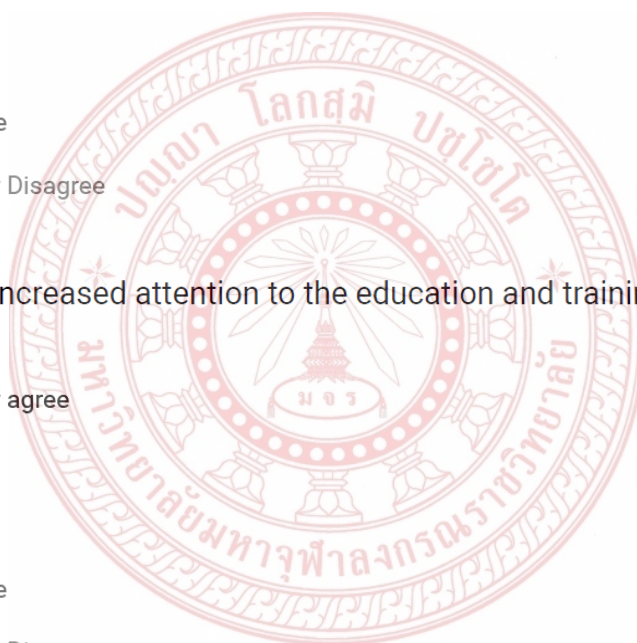 e
Disagree
ncreased attention to the education and trainin
agree
e
ปญฺญา โลกสฺมิ ปชฺโชโต
ม จ ร
มหาวิทยาลัยมหาจุฬาลงกรณราชวิทยาลัย